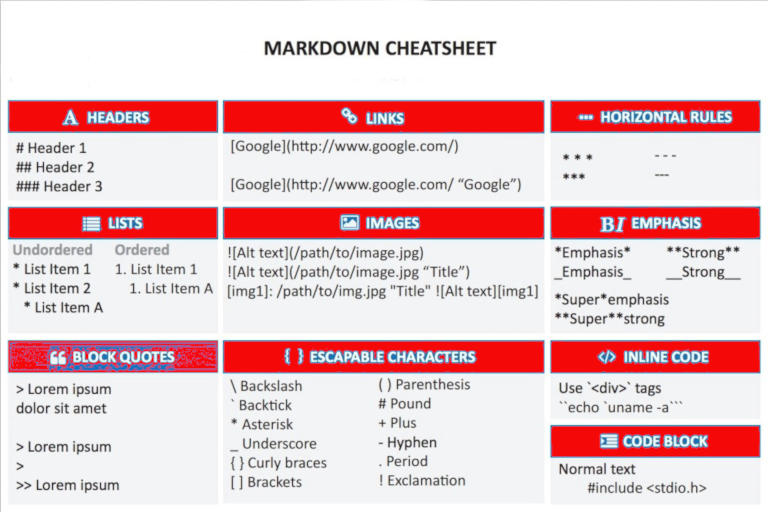 MARKDOWN CHEATSHEET
HEADERS
# Header 1
## Header 2
### Header 3
LINKS
[Google](http://www.google.com/)
[Google](http://www.google.com/ “Google”)
HORIZONTAL RULES
* * *
- - -
***
---
LISTS
Undordered
* List Item 1
* List Item 2
* List Item A
Ordered
1. List Item 1
1. List Item A
IMAGES
![Alt text](/path/to/image.jpg)
![Alt text](/path/to/image.jpg “Title”)
[img1]: /path/to/img.jpg "Title" ![Alt text][img1]
BI EMPHASIS
*Emphasis*
**Strong**
_Emphasis_
__Strong__
*Super*emphasis
**Super**strong
BLOCK QUOTES
> Lorem ipsum
dolor sit amet
> Lorem ipsum
>
>> Lorem ipsum
{ } ESCAPABLE CHARACTERS
\ Backslash
` Backtick
* Asterisk
_ Underscore
{ } Curly braces
[ ] Brackets
( ) Parenthesis
# Pound
+ Plus
- Hyphen
. Period
! Exclamation
</> INLINE CODE
Use `<div>` tags
``echo `uname -a```
CODE BLOCK
Normal text
#include <stdio.h>